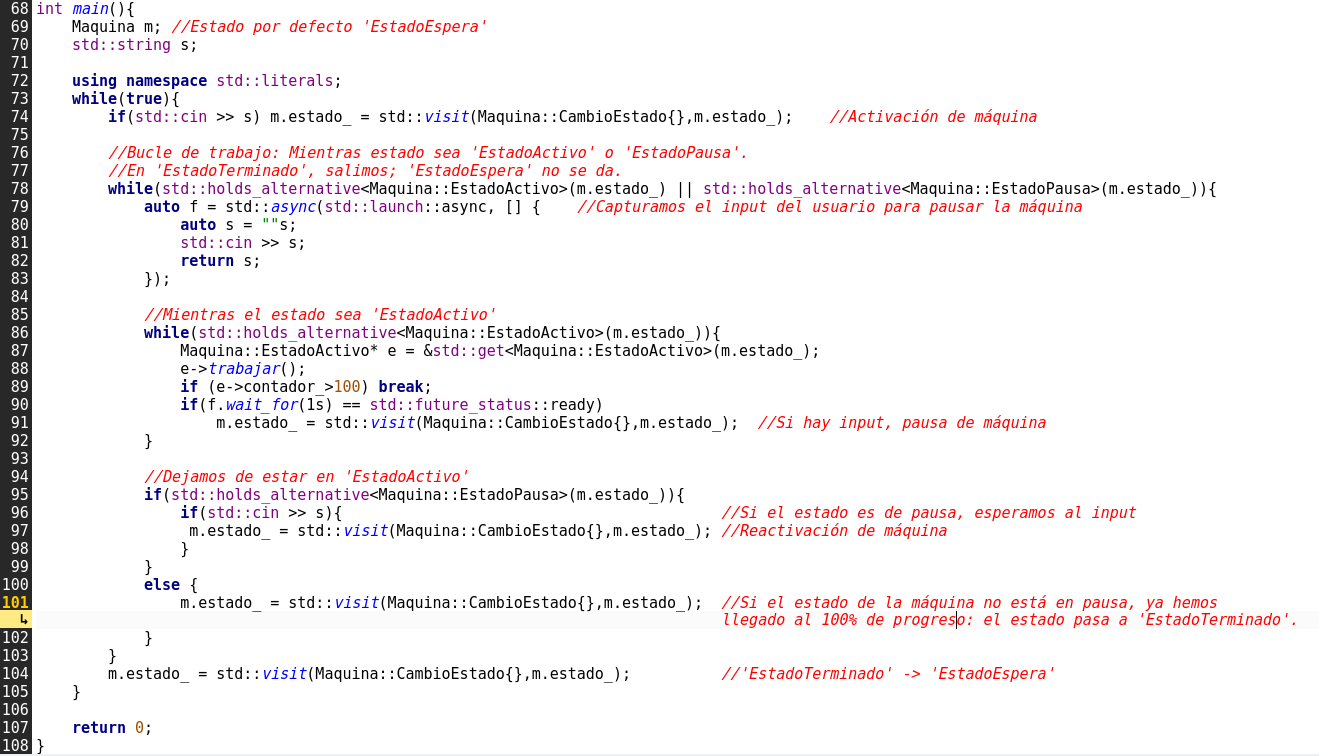 68 int main(){
69     Maquina m; //Estado por defecto 'EstadoEspera'
70     std::string s;
71
72     using namespace std::literals;
73     while(true){
74         if(std::cin >> s) m.estado_ = std::visit(Maquina::CambioEstado{},m.estado_);    //Activación de máquina
75
76         //Bucle de trabajo: Mientras estado sea 'EstadoActivo' o 'EstadoPausa'.
77         //En 'EstadoTerminado', salimos; 'EstadoEspera' no se da.
78         while(std::holds_alternative<Maquina::EstadoActivo>(m.estado_) || std::holds_alternative<Maquina::EstadoPausa>(m.estado_)){
79             auto f = std::async(std::launch::async, [] {    //Capturamos el input del usuario para pausar la máquina
80                 auto s = ""s;
81                 std::cin >> s;
82                 return s;
83             });
84
85             //Mientras el estado sea 'EstadoActivo'
86             while(std::holds_alternative<Maquina::EstadoActivo>(m.estado_)){
87                 Maquina::EstadoActivo* e = &std::get<Maquina::EstadoActivo>(m.estado_);
88                 e->trabajar();
89                 if (e->contador_>100) break;
90                 if(f.wait_for(1s) == std::future_status::ready)
91                     m.estado_ = std::visit(Maquina::CambioEstado{},m.estado_);  //Si hay input, pausa de máquina
92             }
93
94             //Dejamos de estar en 'EstadoActivo'
95             if(std::holds_alternative<Maquina::EstadoPausa>(m.estado_)){
96                 if(std::cin >> s){                                          //Si el estado es de pausa, esperamos al input
97                  m.estado_ = std::visit(Maquina::CambioEstado{},m.estado_); //Reactivación de máquina
98                 }
99             }
100             else {
101                 m.estado_ = std::visit(Maquina::CambioEstado{},m.estado_);  //Si el estado de la máquina no está en pausa, ya hemos
↳ llegado al 100% de progreso: el estado pasa a 'EstadoTerminado'.
102             }
103         }
104         m.estado_ = std::visit(Maquina::CambioEstado{},m.estado_);          //'EstadoTerminado' -> 'EstadoEspera'
105     }
106
107     return 0;
108 }